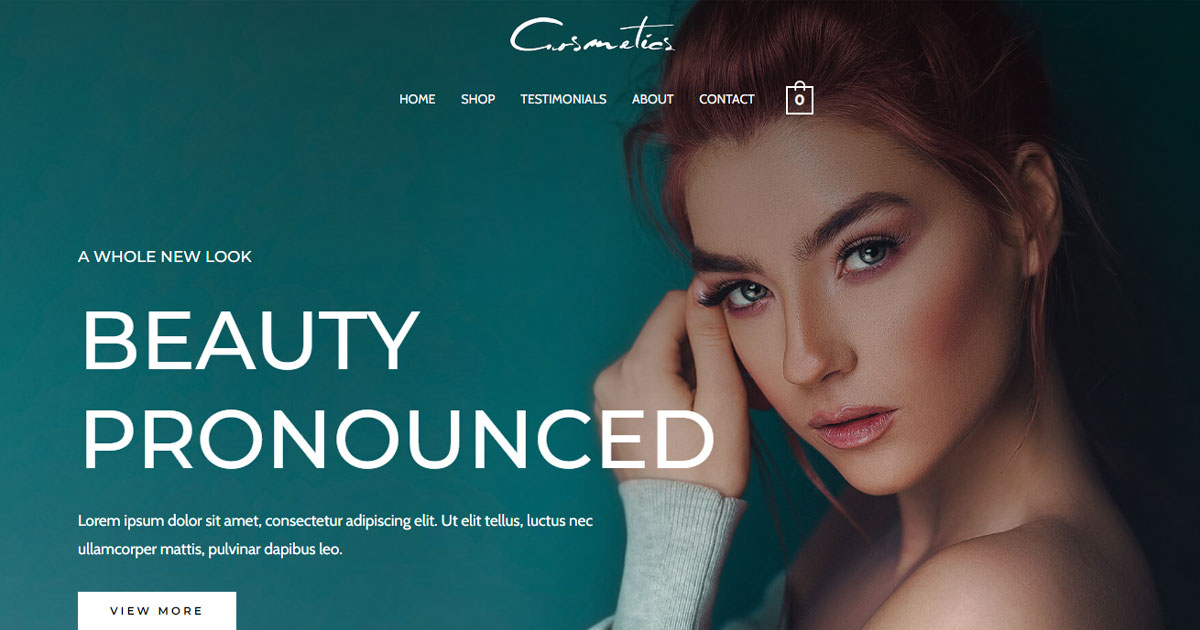 Cosmetics
HOME SHOP TESTIMONIALS ABOUT CONTACT 0
A WHOLE NEW LOOK
BEAUTY
PRONOUNCED
Lorem ipsum dolor sit amet, consectetur adipiscing elit. Ut elit tellus, luctus nec
ullamcorper mattis, pulvinar dapibus leo.
VIEW MORE